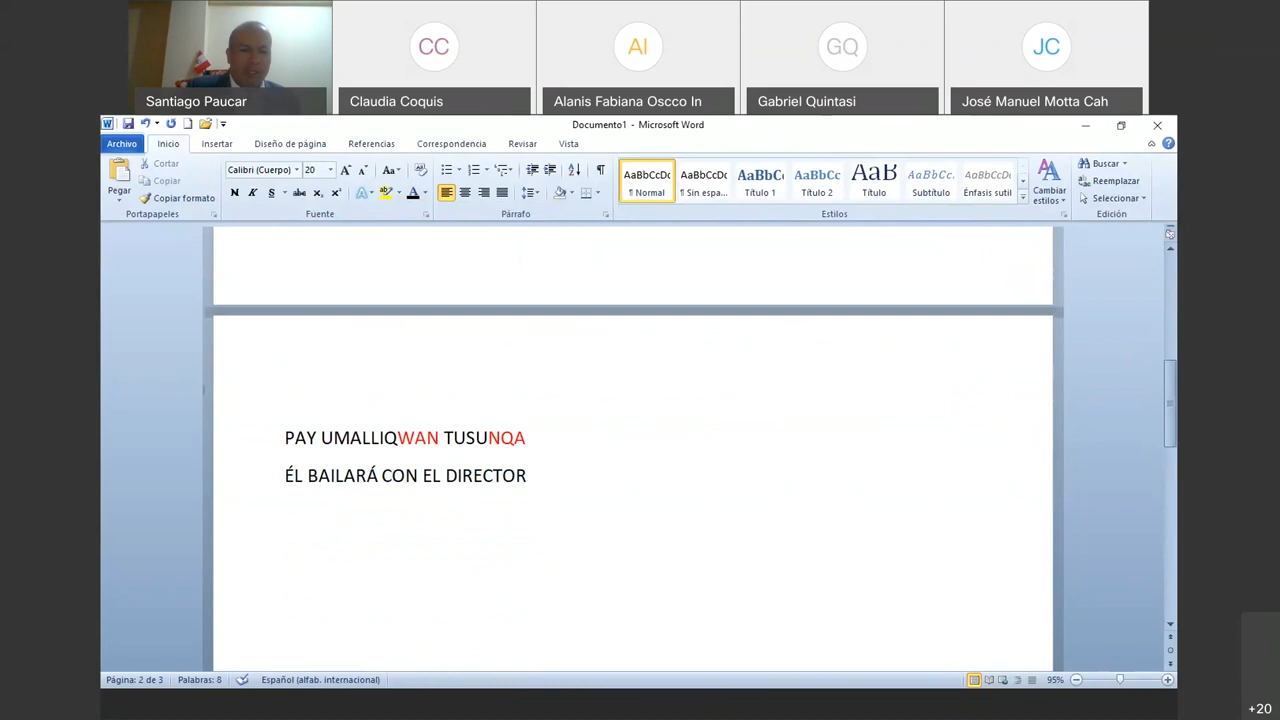 CC
AI
GQ
JC
Santiago Paucar
Claudia Coquis
Alanis Fabiana Oscco In
Gabriel Quintasi
José Manuel Motta Cah
Documento1 - Microsoft Word
Archivo Inicio Insertar Diseño de página Referencias Correspondencia Revisar Vista
Pegar
Cortar
Copiar
Copiar formato
Portapapeles
Calibri (Cuerpo) 20
Fuente
Párrafo
AaBbCcDc
¶ Normal
AaBbCcDc
¶ Sin espa...
AaBbCc
Título 1
AaBbCc
Título 2
AaB
Título
AaBbCc.
Subtítulo
AaBbCcDc
Énfasis sutil
Cambiar estilos
Estilos
Buscar
Reemplazar
Seleccionar
Edición
PAY UMALLIQWAN TUSUNQA
ÉL BAILARÁ CON EL DIRECTOR
Página: 2 de 3 Palabras: 8 Español (alfab. internacional) 95%
+20